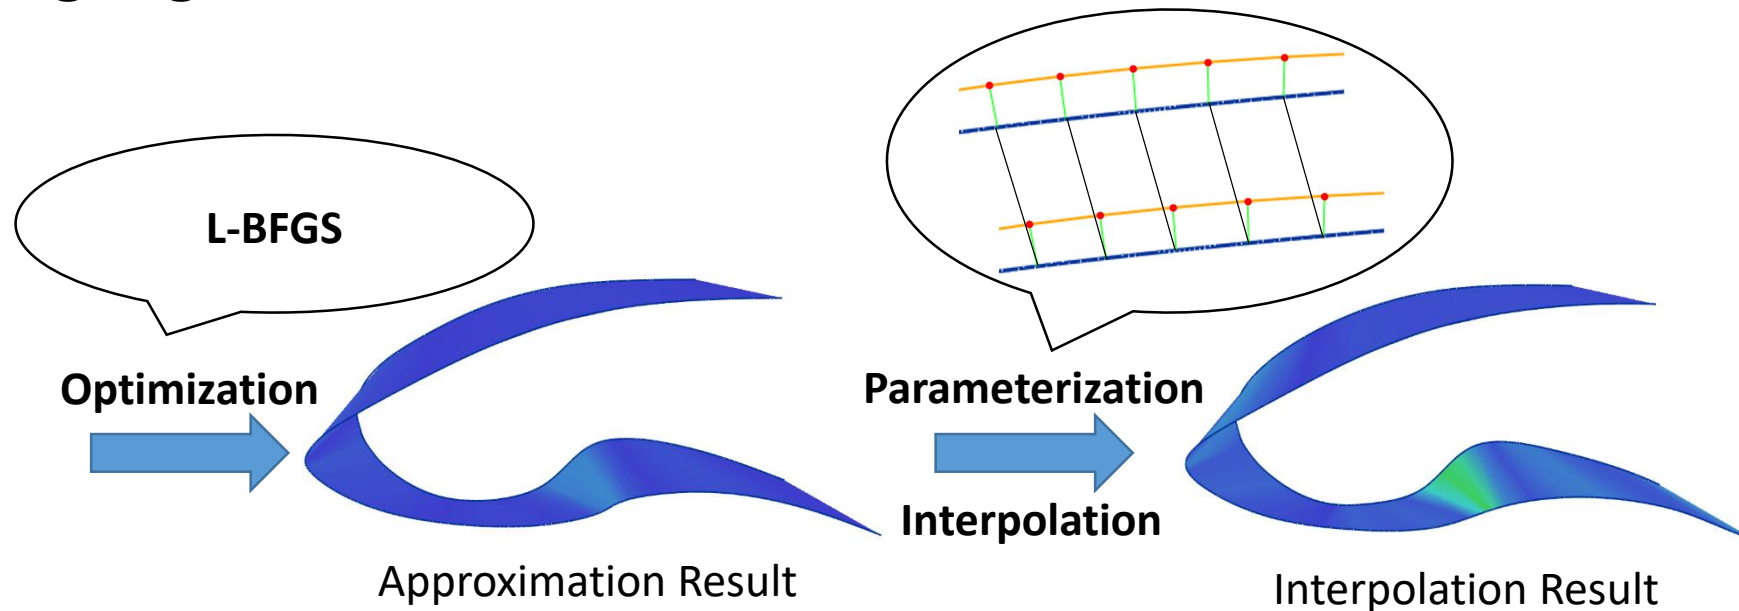 L-BFGS
Optimization
Approximation Result
Parameterization
Interpolation
Interpolation Result